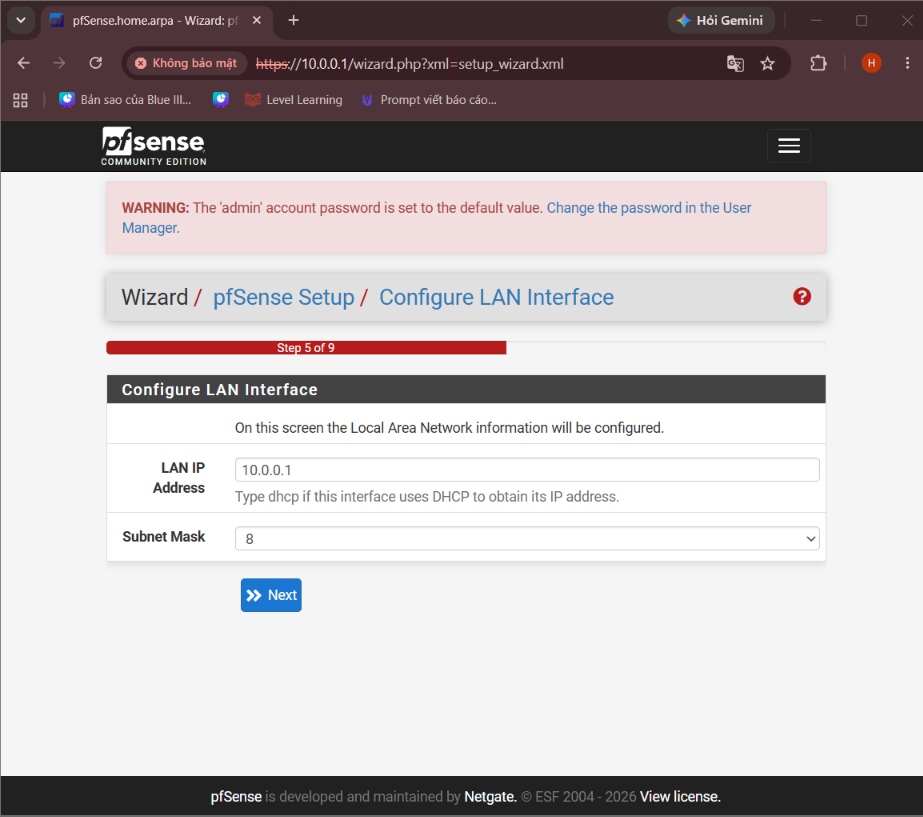 pfSense.home.arpa - Wizard: pf
Hỏi Gemini
Không bảo mật
https://10.0.0.1/wizard.php?xml=setup_wizard.xml
H
Bản sao của Blue Ill...
Level Learning
Prompt viết báo cáo...
pfsense
COMMUNITY EDITION
WARNING: The 'admin' account password is set to the default value. Change the password in the User
Manager.
Wizard / pfSense Setup / Configure LAN Interface
Step 5 of 9
Configure LAN Interface
On this screen the Local Area Network information will be configured.
LAN IP
Address
10.0.0.1
Type dhcp if this interface uses DHCP to obtain its IP address.
Subnet Mask
8
Next
pfSense is developed and maintained by Netgate. © ESF 2004 - 2026 View license.